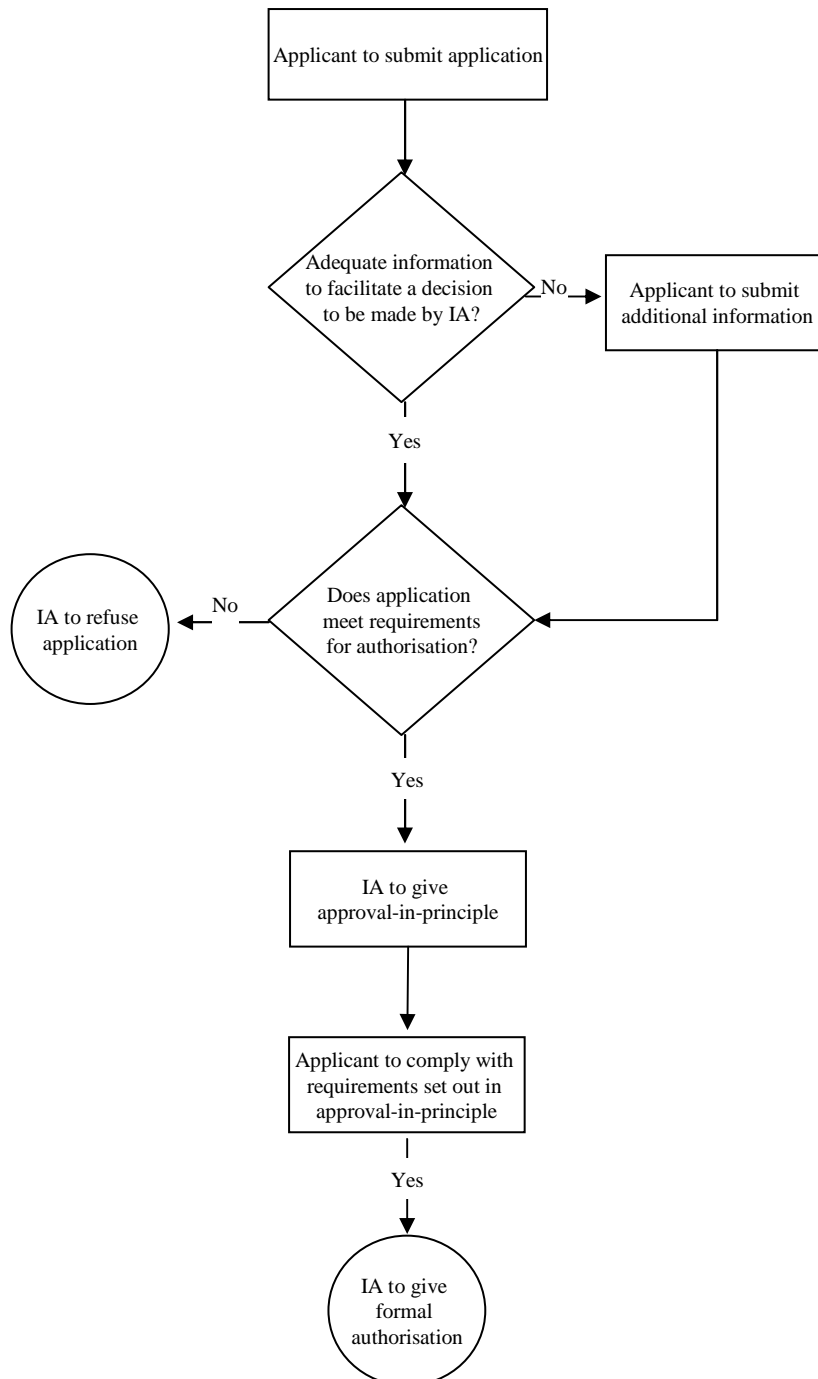 Applicant to submit application
Adequate information
to facilitate a decision
to be made by IA?
No
Applicant to submit
additional information
Yes
Does application
meet requirements
for authorisation?
No
IA to refuse
application
Yes
IA to give
approval-in-principle
Applicant to comply with
requirements set out in
approval-in-principle
Yes
IA to give
formal
authorisation